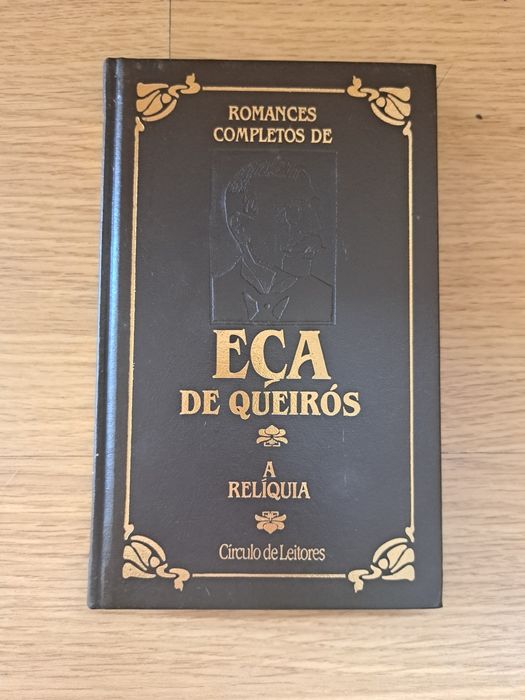 ROMANCES
COMPLETOS DE
EÇA
DE QUEIRÓS
A
RELÍQUIA
Círculo de Leitores